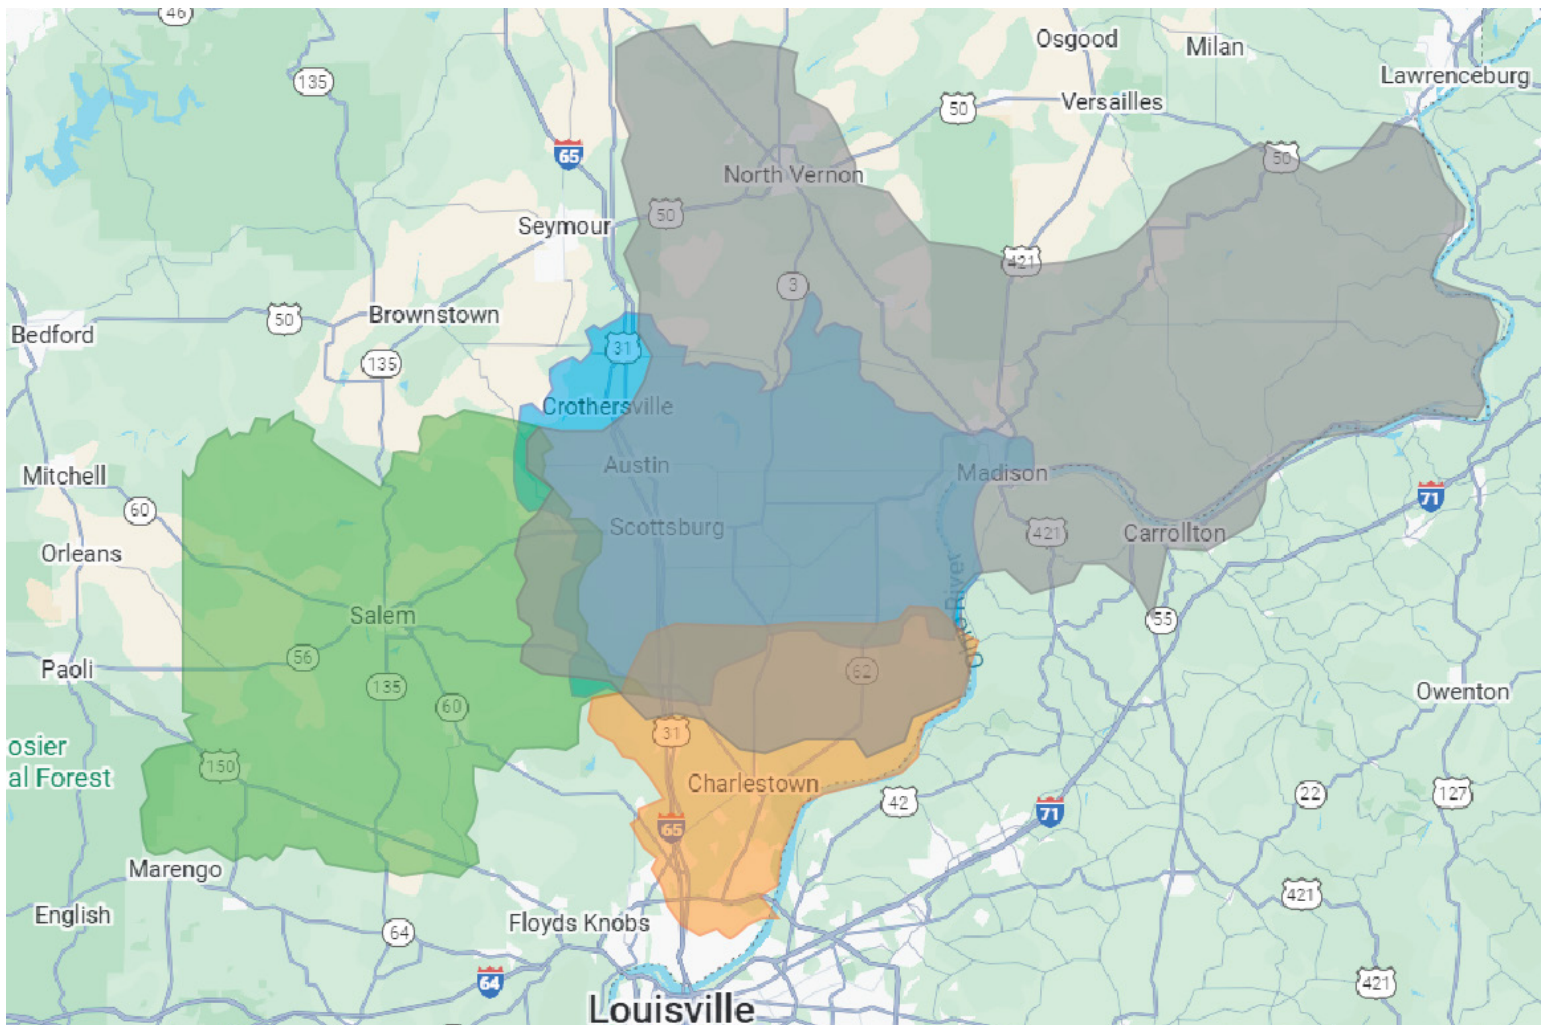 46
Osgood
Milan
Lawrenceburg
135
Versailles
50
65
50
North Vernon
50
Seymour
421
3
Brownstown
50
Bedford
31
135
Crothersville
Austin
Madison
Mitchell
60
71
Scottsburg
421
Carrollton
Orleans
Ohio River
Salem
55
56
Paoli
62
135
Owenton
60
31
osier
al Forest
150
Charlestown
42
22
127
71
65
Marengo
421
English
Floyds Knobs
64
64
421
Louisville